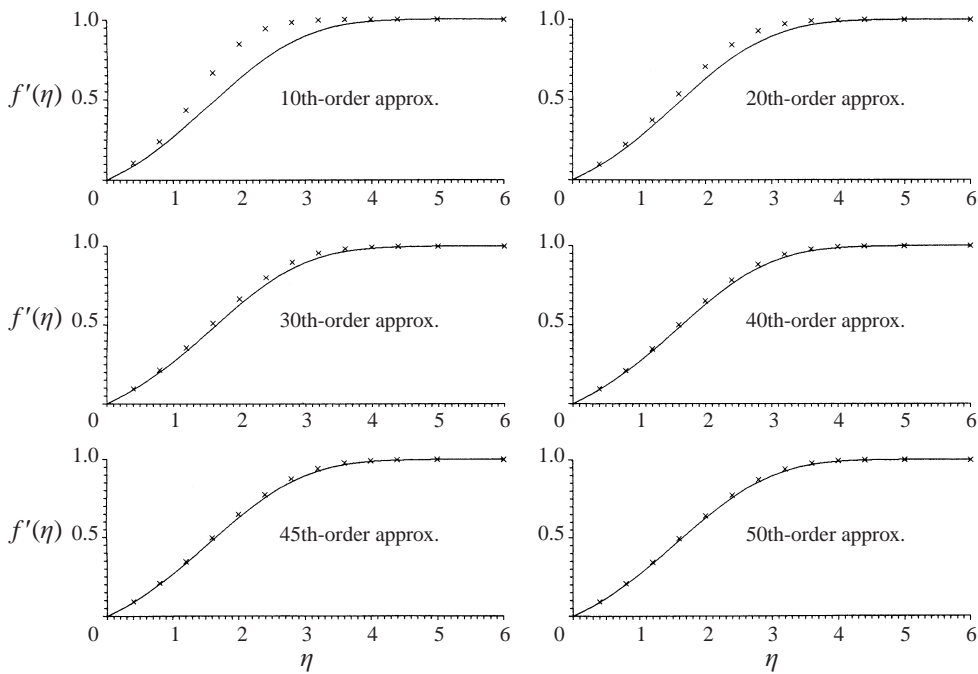 1.0
f'(η) 0.5
10th-order approx.
0 1 2 3 4 5 6
1.0
0.5
20th-order approx.
0 1 2 3 4 5 6
1.0
f'(η) 0.5
30th-order approx.
0 1 2 3 4 5 6
1.0
0.5
40th-order approx.
0 1 2 3 4 5 6
1.0
f'(η) 0.5
45th-order approx.
0 1 2 3 4 5 6
η
1.0
0.5
50th-order approx.
0 1 2 3 4 5 6
η